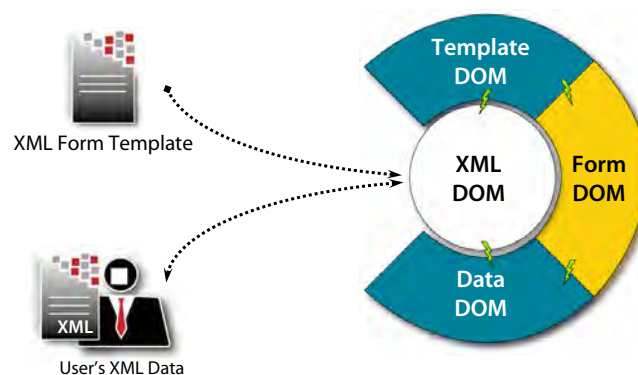 XML Form Template
XML
User's XML Data
Template
DOM
XML
DOM
Form
DOM
Data
DOM